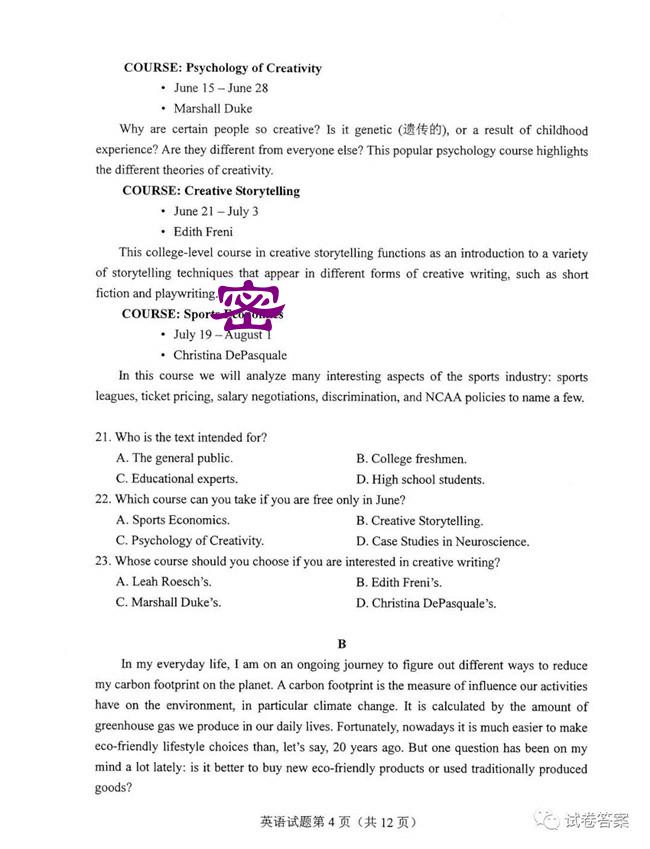 COURSE: Psychology of Creativity
• June 15 – June 28
• Marshall Duke
Why are certain people so creative? Is it genetic (遗传的), or a result of childhood
experience? Are they different from everyone else? This popular psychology course highlights
the different theories of creativity.
COURSE: Creative Storytelling
• June 21 – July 3
• Edith Freni
This college-level course in creative storytelling functions as an introduction to a variety
of storytelling techniques that appear in different forms of creative writing, such as short
fiction and playwriting.
密
COURSE: Sports Economics
• July 19 – August 1
• Christina DePasquale
In this course we will analyze many interesting aspects of the sports industry: sports
leagues, ticket pricing, salary negotiations, discrimination, and NCAA policies to name a few.
21. Who is the text intended for?
A. The general public. B. College freshmen.
C. Educational experts. D. High school students.
22. Which course can you take if you are free only in June?
A. Sports Economics. B. Creative Storytelling.
C. Psychology of Creativity. D. Case Studies in Neuroscience.
23. Whose course should you choose if you are interested in creative writing?
A. Leah Roesch's. B. Edith Freni's.
C. Marshall Duke's. D. Christina DePasquale's.
B
In my everyday life, I am on an ongoing journey to figure out different ways to reduce
my carbon footprint on the planet. A carbon footprint is the measure of influence our activities
have on the environment, in particular climate change. It is calculated by the amount of
greenhouse gas we produce in our daily lives. Fortunately, nowadays it is much easier to make
eco-friendly lifestyle choices than, let's say, 20 years ago. But one question has been on my
mind a lot lately: is it better to buy new eco-friendly products or used traditionally produced
goods?
英语试题第 4 页（共 12 页）
试卷答案